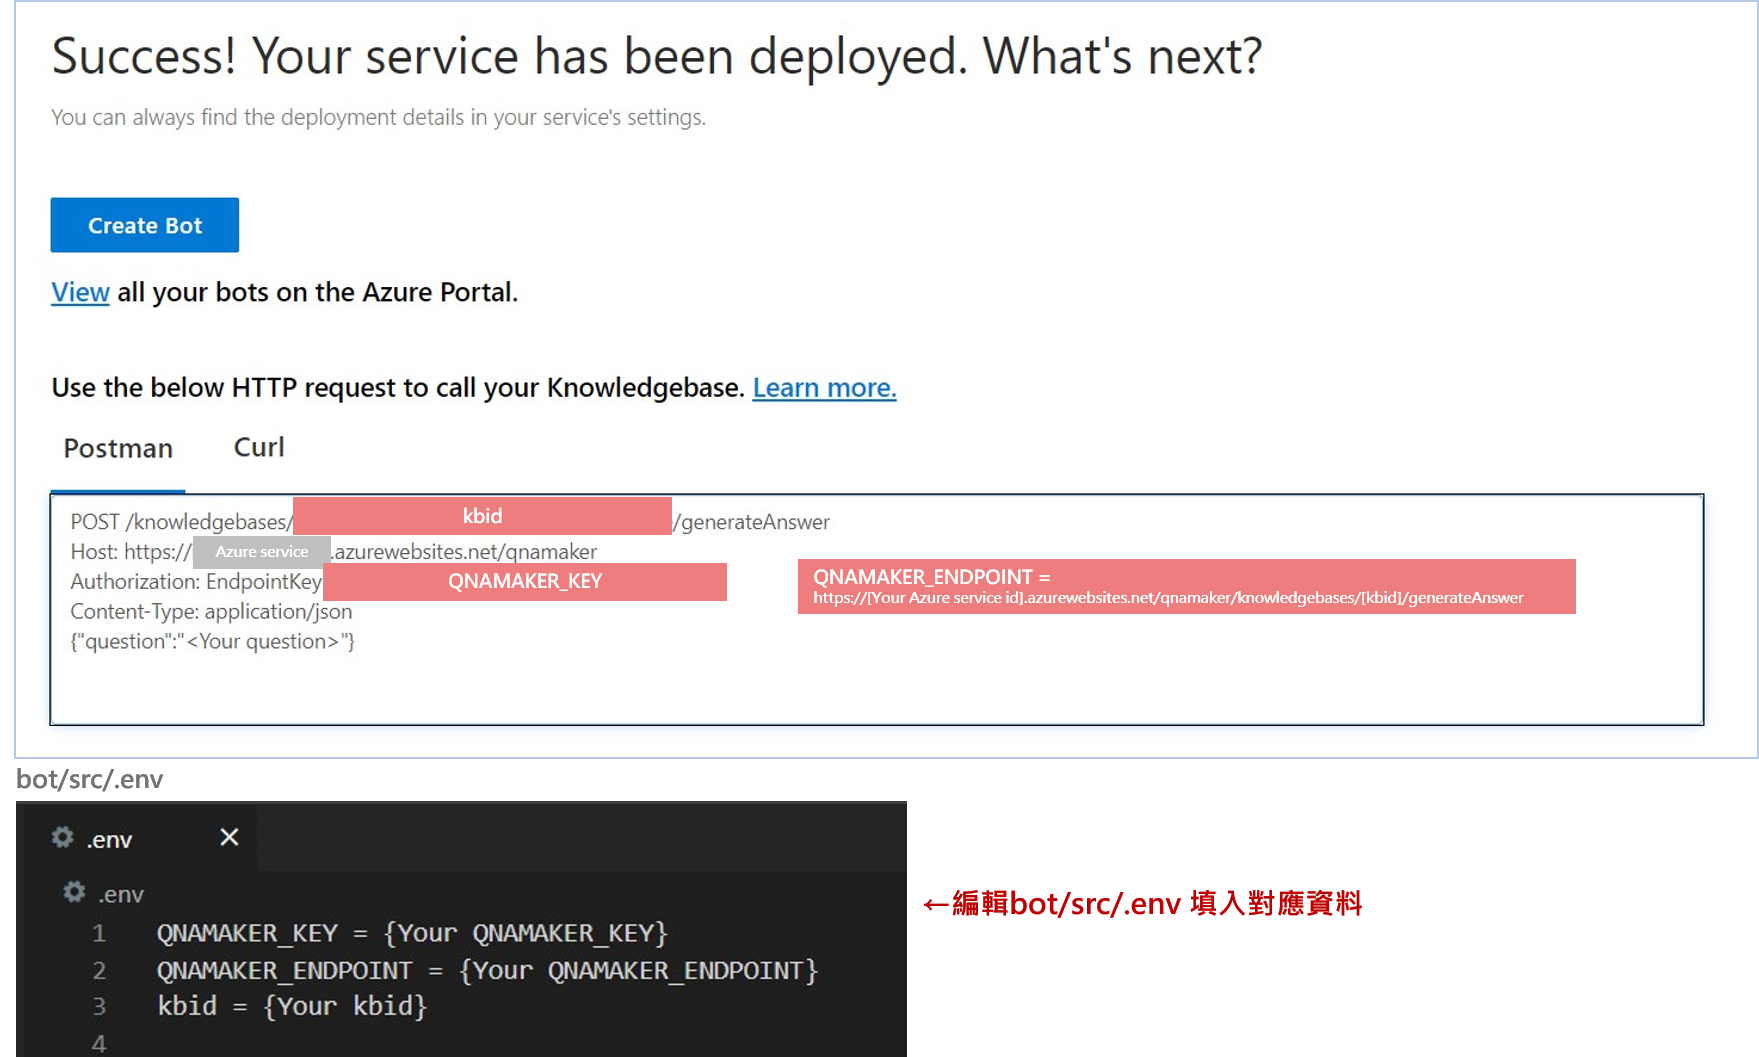 Success! Your service has been deployed. What's next?
You can always find the deployment details in your service's settings.
Create Bot
View all your bots on the Azure Portal.
Use the below HTTP request to call your Knowledgebase. Learn more.
Postman Curl
POST /knowledgebases/ kbid /generateAnswer
Host: https:// Azure service .azurewebsites.net/qnamaker
Authorization: EndpointKey QNAMAKER_KEY
Content-Type: application/json
{"question":"<Your question>"}
QNAMAKER_ENDPOINT =
https://[Your Azure service id].azurewebsites.net/qnamaker/knowledgebases/[kbid]/generateAnswer
bot/src/.env
.env ×
.env
1 QNAMAKER_KEY = {Your QNAMAKER_KEY}
2 QNAMAKER_ENDPOINT = {Your QNAMAKER_ENDPOINT}
3 kbid = {Your kbid}
4
←編輯bot/src/.env 填入對應資料